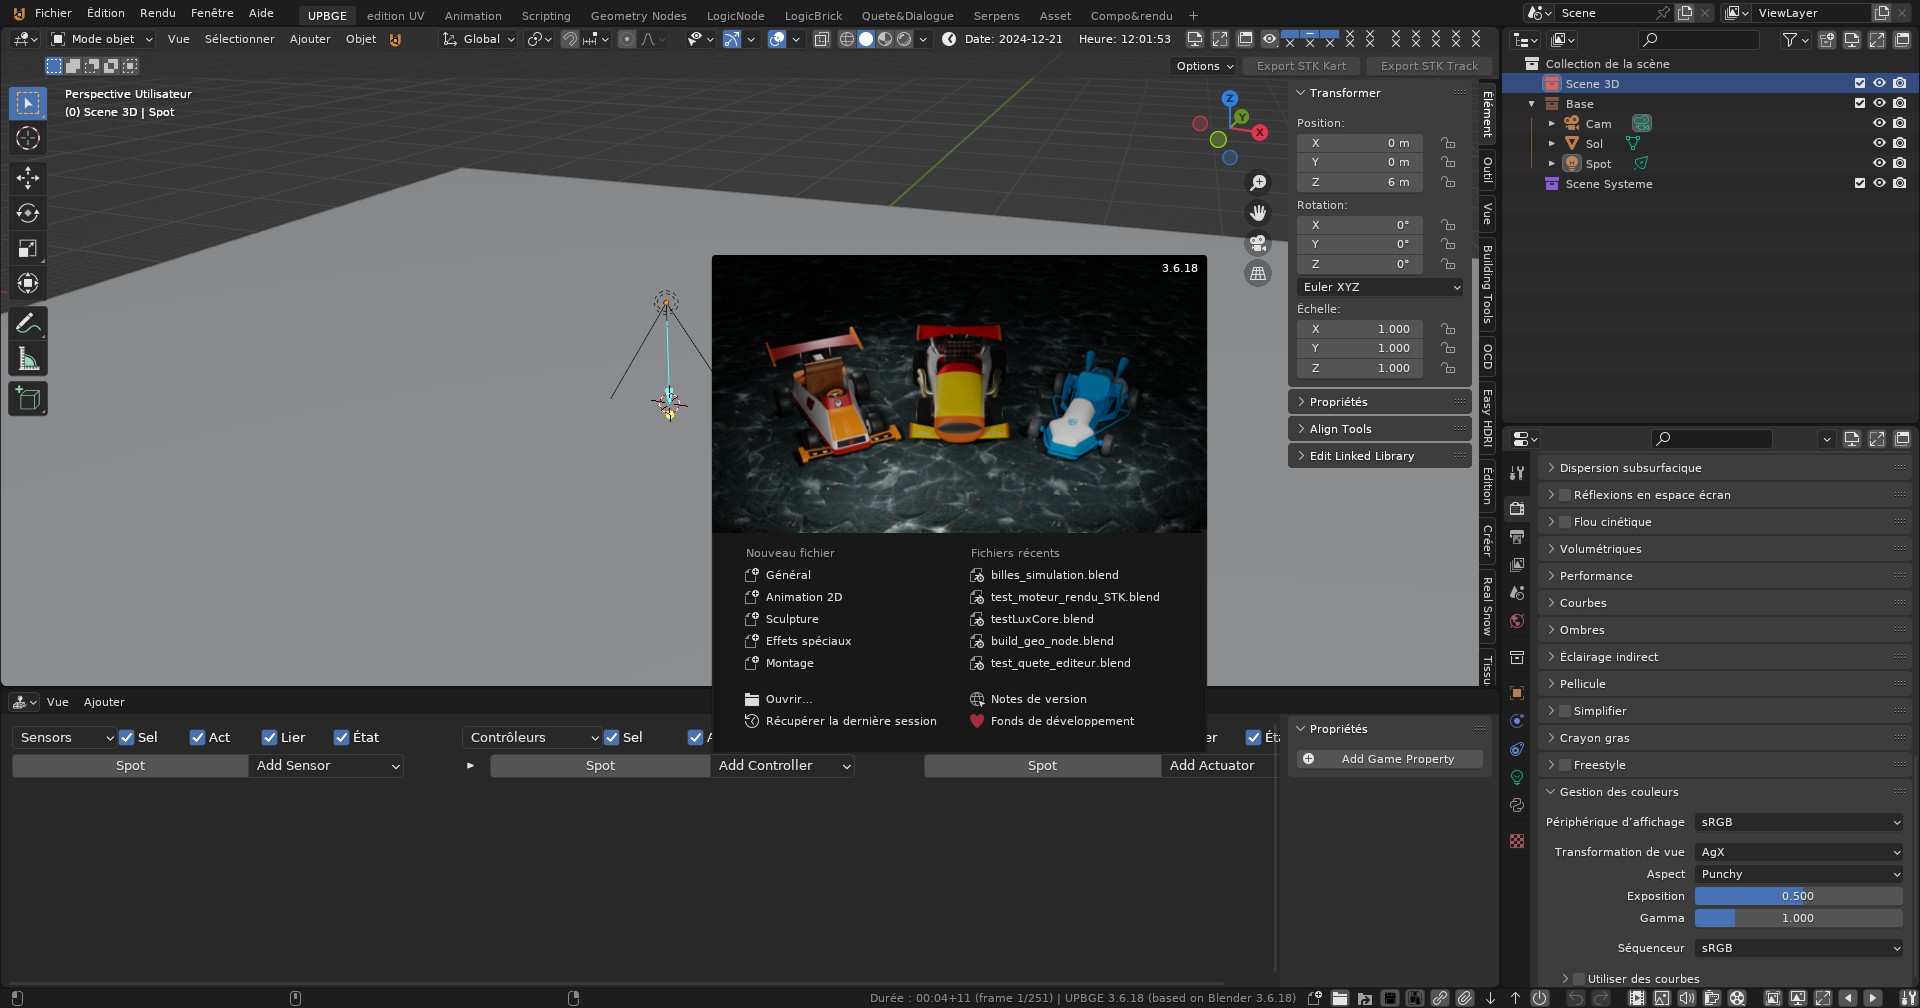 Fichier Édition Rendu Fenêtre Aide UPBGE edition UV Animation Scripting Geometry Nodes LogicNode LogicBrick Quete&Dialogue Serpens Asset Compo&rendu + Scene ViewLayer
Mode objet Vue Sélectionner Ajouter Objet Global Date: 2024-12-21 Heure: 12:01:53
Options Export STK Kart Export STK Track
Perspective Utilisateur
(0) Scene 3D | Spot
Z
Y
X
Transformer
Position:
X 0 m
Y 0 m
Z 6 m
Rotation:
X 0°
Y 0°
Z 0°
Euler XYZ
Échelle:
X 1.000
Y 1.000
Z 1.000
Propriétés
Align Tools
Edit Linked Library
Élément
Outil
Vue
Building Tools
OCD
Easy HDRI
Édition
Créer
Real Snow
Tissu
Collection de la scène
Scene 3D
Base
Cam
Sol
Spot
Scene Systeme
3.6.18
Nouveau fichier
Général
Animation 2D
Sculpture
Effets spéciaux
Montage
Ouvrir...
Récupérer la dernière session
Fichiers récents
billes_simulation.blend
test_moteur_rendu_STK.blend
testLuxCore.blend
build_geo_node.blend
test_quete_editeur.blend
Notes de version
Fonds de développement
Vue Ajouter
Sensors Sel Act Lier État Contrôleurs Sel A er Éta
Spot Add Sensor Spot Add Controller Spot Add Actuator
Propriétés
Add Game Property
Dispersion subsurfacique
Réflexions en espace écran
Flou cinétique
Volumétriques
Performance
Courbes
Ombres
Éclairage indirect
Pellicule
Simplifier
Crayon gras
Freestyle
Gestion des couleurs
Périphérique d'affichage sRGB
Transformation de vue AgX
Aspect Punchy
Exposition 0.500
Gamma 1.000
Séquenceur sRGB
Utiliser des courbes
Durée : 00:04+11 (frame 1/251) | UPBGE 3.6.18 (based on Blender 3.6.18)